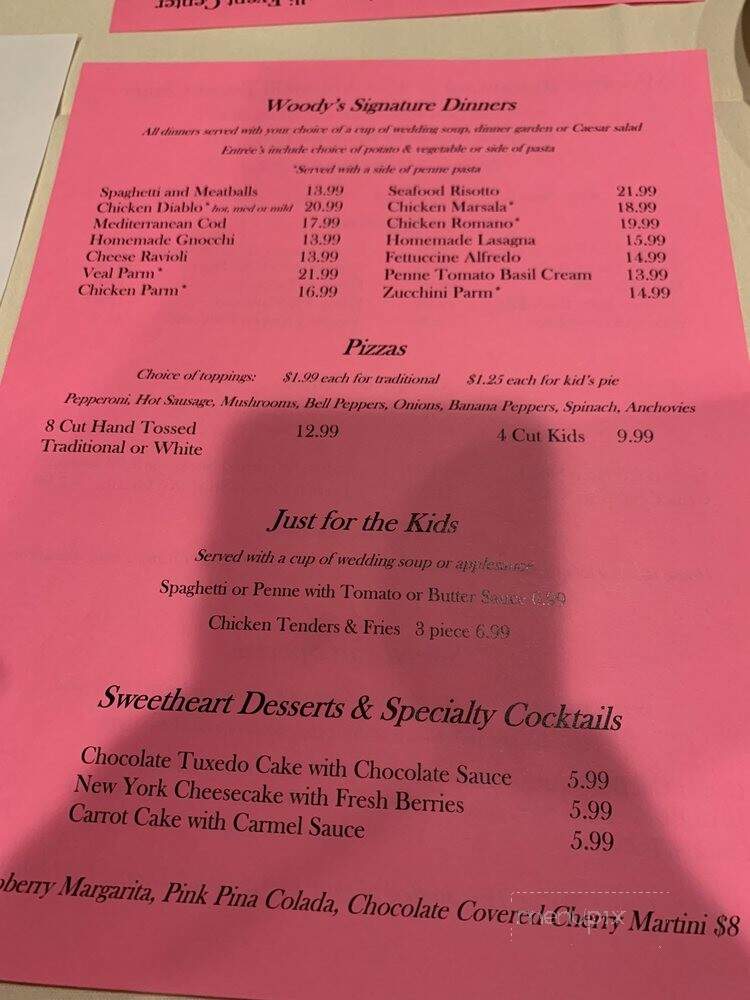 Event Center
Woody's Signature Dinners
All dinners served with your choice of a cup of wedding soup, dinner garden or Caesar salad
Entrée's include choice of potato & vegetable or side of pasta
*Served with a side of penne pasta
Spaghetti and Meatballs 13.99
Chicken Diablo* hot, med or mild 20.99
Mediterranean Cod 17.99
Homemade Gnocchi 13.99
Cheese Ravioli 13.99
Veal Parm* 21.99
Chicken Parm* 16.99
Seafood Risotto 21.99
Chicken Marsala* 18.99
Chicken Romano* 19.99
Homemade Lasagna 15.99
Fettuccine Alfredo 14.99
Penne Tomato Basil Cream 13.99
Zucchini Parm* 14.99
Pizzas
Choice of toppings: $1.99 each for traditional $1.25 each for kid's pie
Pepperoni, Hot Sausage, Mushrooms, Bell Peppers, Onions, Banana Peppers, Spinach, Anchovies
8 Cut Hand Tossed 12.99
Traditional or White
4 Cut Kids 9.99
Just for the Kids
Served with a cup of wedding soup or applesauce
Spaghetti or Penne with Tomato or Butter Sauce 6.99
Chicken Tenders & Fries 3 piece 6.99
Sweetheart Desserts & Specialty Cocktails
Chocolate Tuxedo Cake with Chocolate Sauce 5.99
New York Cheesecake with Fresh Berries 5.99
Carrot Cake with Carmel Sauce 5.99
Margarita, Pink Pina Colada, Chocolate Covered Cherry Martini $8
menupix